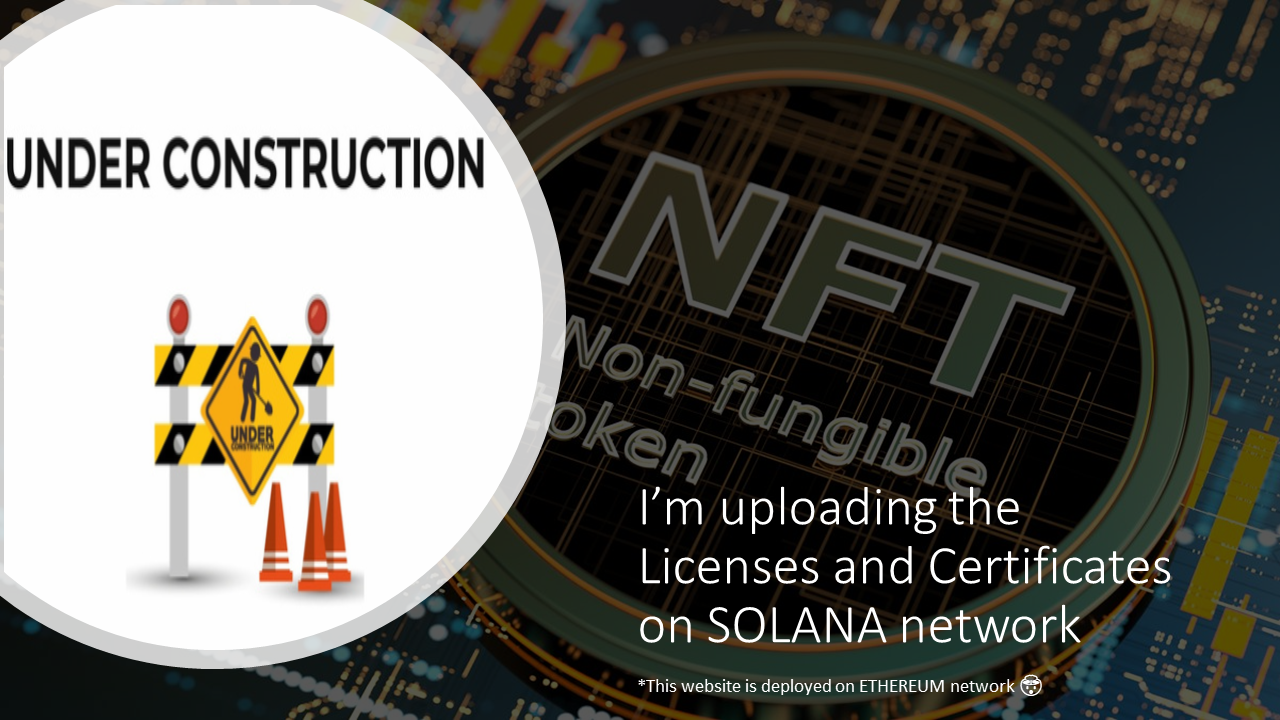 UNDER CONSTRUCTION
UNDER
CONSTRUCTION
NFT
Non-fungible
token
I’m uploading the
Licenses and Certificates
on SOLANA network
*This website is deployed on ETHEREUM network 🤯